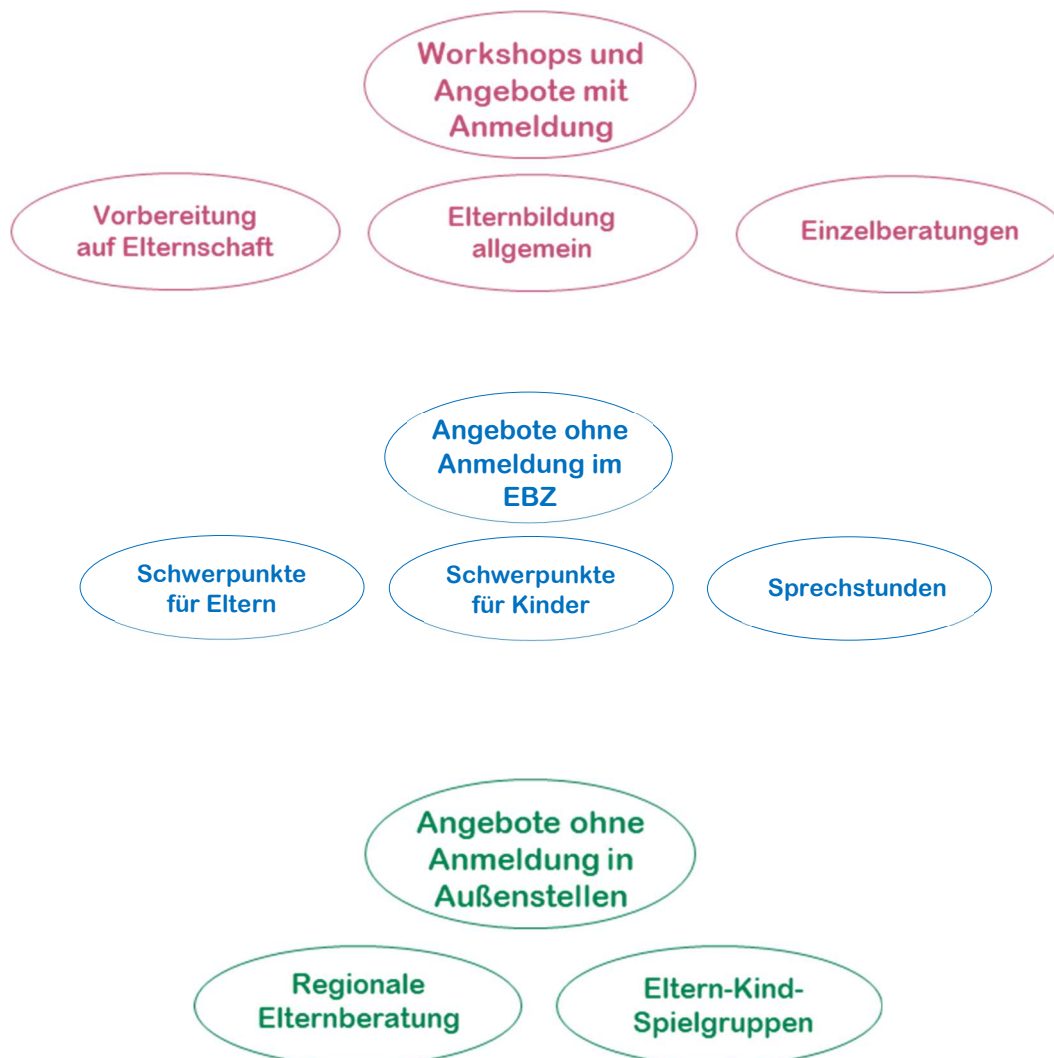 Workshops und
Angebote mit
Anmeldung
Vorbereitung
auf Elternschaft
Elternbildung
allgemein
Einzelberatungen
Angebote ohne
Anmeldung im
EBZ
Schwerpunkte
für Eltern
Schwerpunkte
für Kinder
Sprechstunden
Angebote ohne
Anmeldung in
Außenstellen
Regionale
Elternberatung
Eltern-Kind-
Spielgruppen